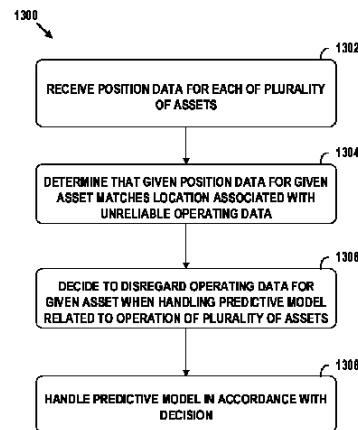 1300
1302
RECEIVE POSITION DATA FOR EACH OF PLURALITY
OF ASSETS
1304
DETERMINE THAT GIVEN POSITION DATA FOR GIVEN
ASSET MATCHES LOCATION ASSOCIATED WITH
UNRELIABLE OPERATING DATA
1306
DECIDE TO DISREGARD OPERATING DATA FOR
GIVEN ASSET WHEN HANDLING PREDICTIVE MODEL
RELATED TO OPERATION OF PLURALITY OF ASSETS
1308
HANDLE PREDICTIVE MODEL IN ACCORDANCE WITH
DECISION